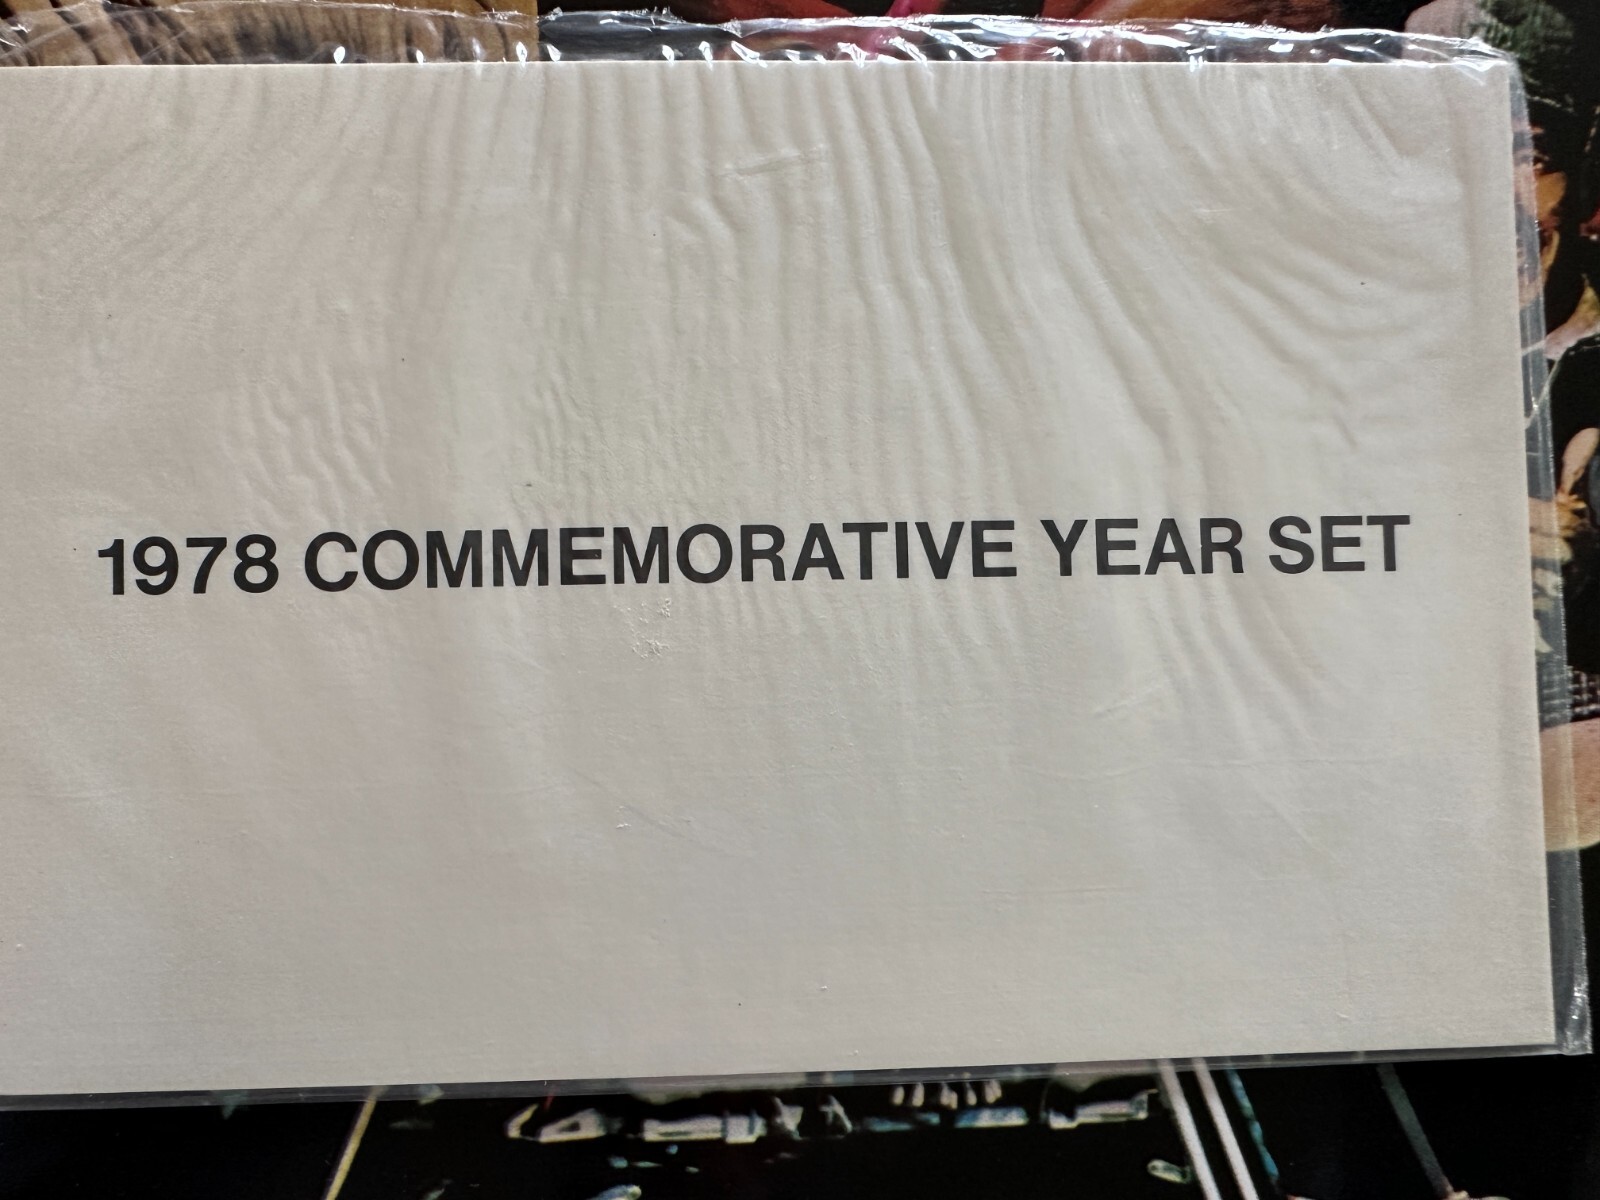 1978 COMMEMORATIVE YEAR SET